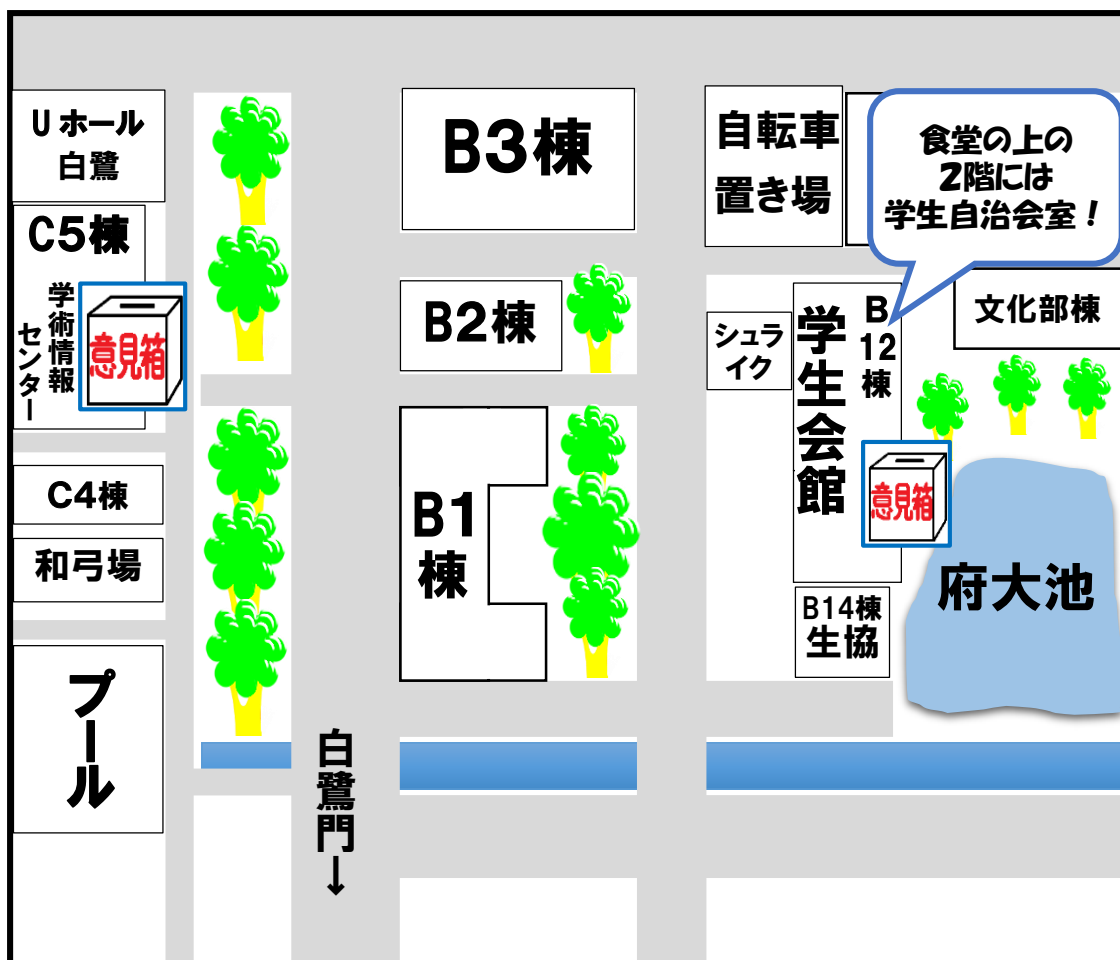 Uホール
白鷺
C5棟
学術情報
センター
意見箱
C4棟
和弓場
プール
B3棟
B2棟
B1
棟
白鷺門↓
自転車
置き場
食堂の上の
2階には
学生自治会室！
シュラ
イク
学生会館
B
12
棟
文化部棟
意見箱
B14棟
生協
府大池